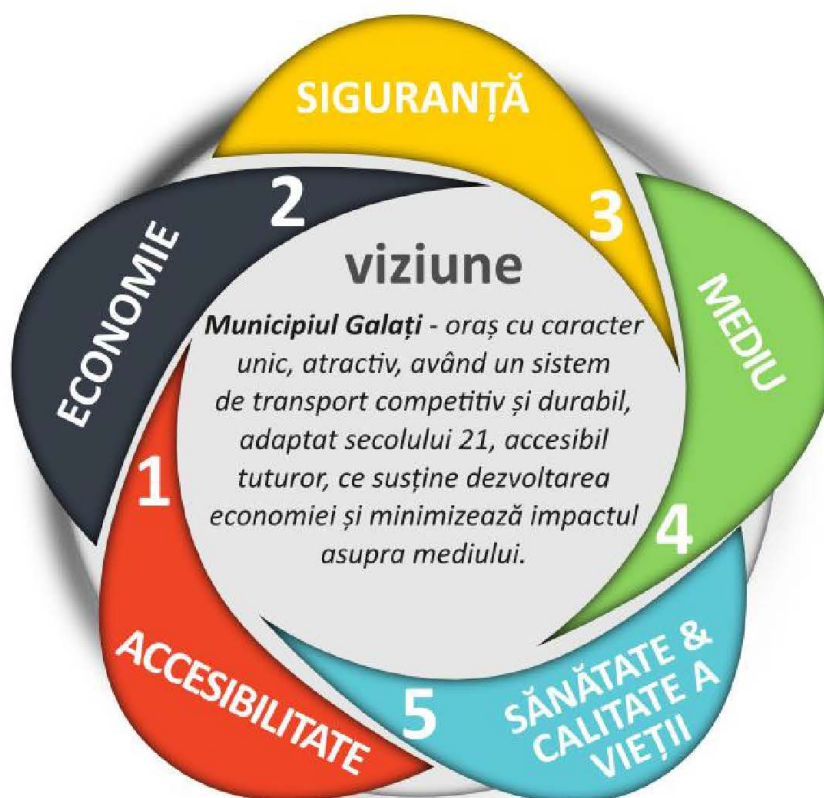 SIGURANȚĂ
3
MEDIU
4
SĂNĂTATE &
CALITATE A
VIEȚII
5
ACCESIBILITATE
1
ECONOMIE
2
viziune
Municipiul Galați - oraș cu caracter
unic, atractiv, având un sistem
de transport competitiv și durabil,
adaptat secolului 21, accesibil
tuturor, ce susține dezvoltarea
economiei și minimizează impactul
asupra mediului.